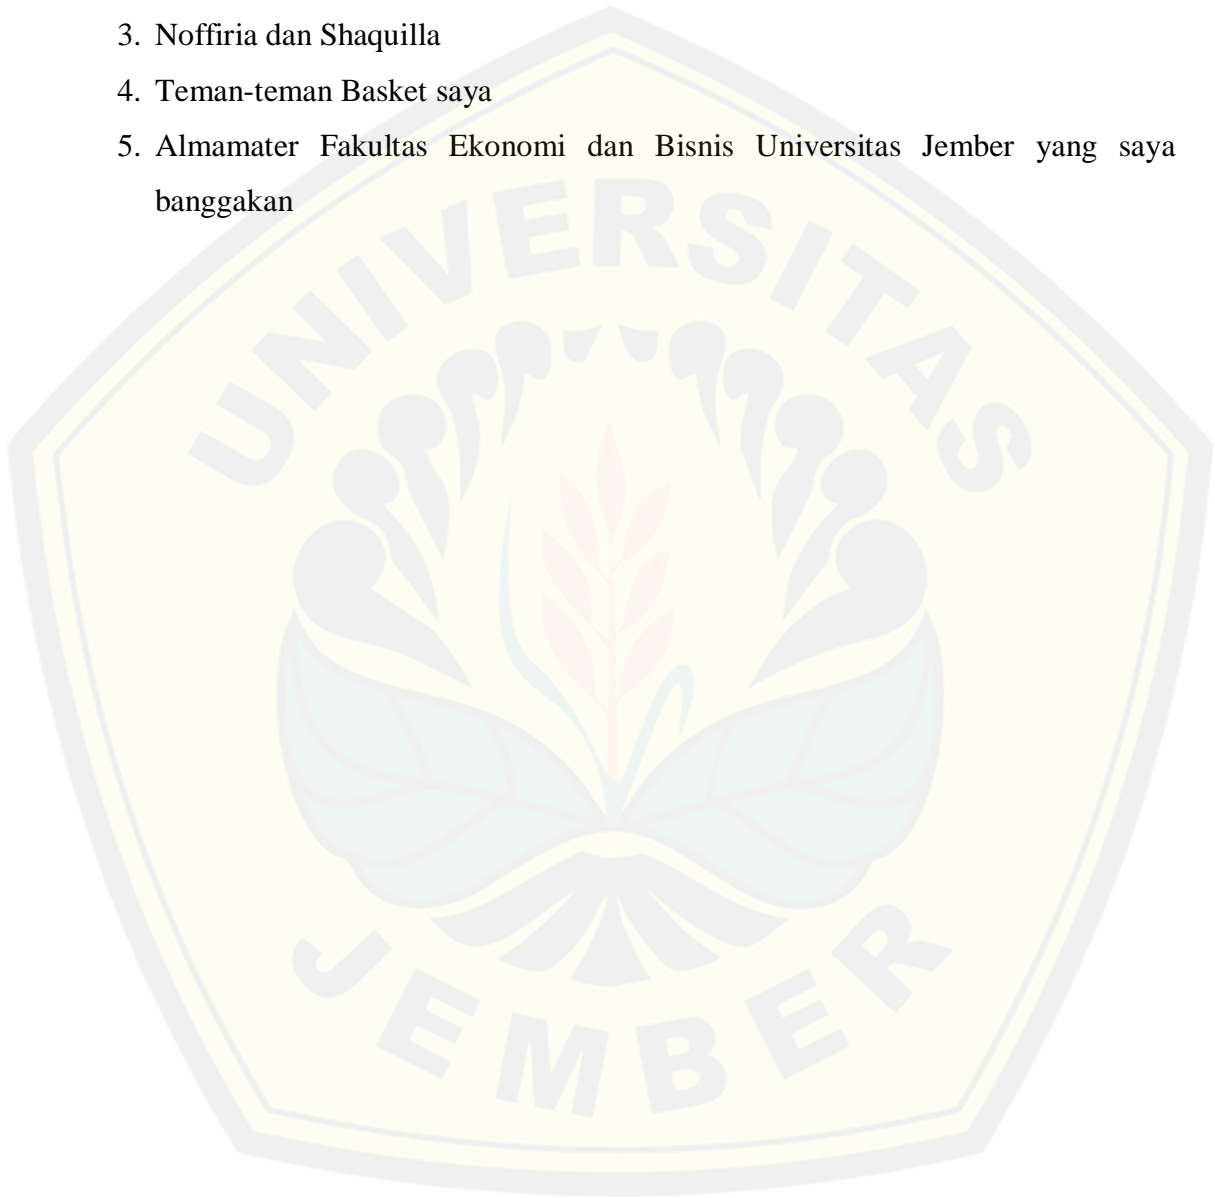 3. Noffiria dan Shaquilla
4. Teman-teman Basket saya
5. Almamater Fakultas Ekonomi dan Bisnis Universitas Jember yang saya
banggakan
UNIVERSITAS
JEMBER